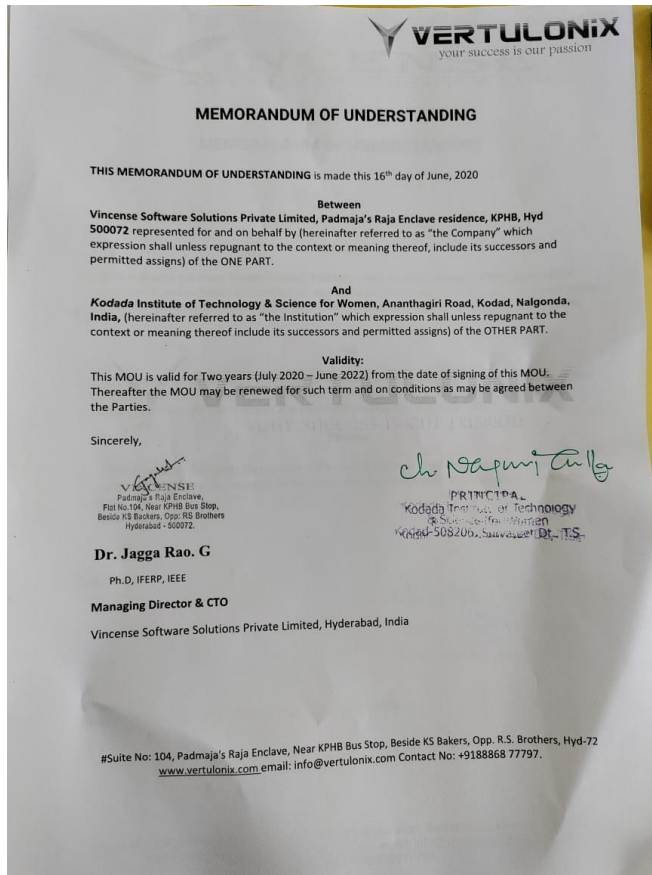 VERTULONiX
your success is our passion
MEMORANDUM OF UNDERSTANDING
THIS MEMORANDUM OF UNDERSTANDING is made this 16th day of June, 2020
Between
Vincense Software Solutions Private Limited, Padmaja's Raja Enclave residence, KPHB, Hyd
500072 represented for and on behalf by (hereinafter referred to as "the Company" which
expression shall unless repugnant to the context or meaning thereof, include its successors and
permitted assigns) of the ONE PART.
And
Kodada Institute of Technology & Science for Women, Ananthagiri Road, Kodad, Nalgonda,
India, (hereinafter referred to as "the Institution" which expression shall unless repugnant to the
context or meaning thereof include its successors and permitted assigns) of the OTHER PART.
Validity:
This MOU is valid for Two years (July 2020 – June 2022) from the date of signing of this MOU.
Thereafter the MOU may be renewed for such term and on conditions as may be agreed between
the Parties.
Sincerely,
Padmaja's Raja Enclave,
Flat No.104, Near KPHB Bus Stop,
Beside KS Backers, Opp: RS Brothers
Hyderabad - 500072.
PRINCIPAL
Kodada Institute of Technology
& Science for Women
Kodad-508206, Suryapet Dt., T.S.
Dr. Jagga Rao. G
Ph.D, IFERP, IEEE
Managing Director & CTO
Vincense Software Solutions Private Limited, Hyderabad, India
#Suite No: 104, Padmaja's Raja Enclave, Near KPHB Bus Stop, Beside KS Bakers, Opp. R.S. Brothers, Hyd-72
www.vertulonix.com email: info@vertulonix.com Contact No: +9188868 77797.